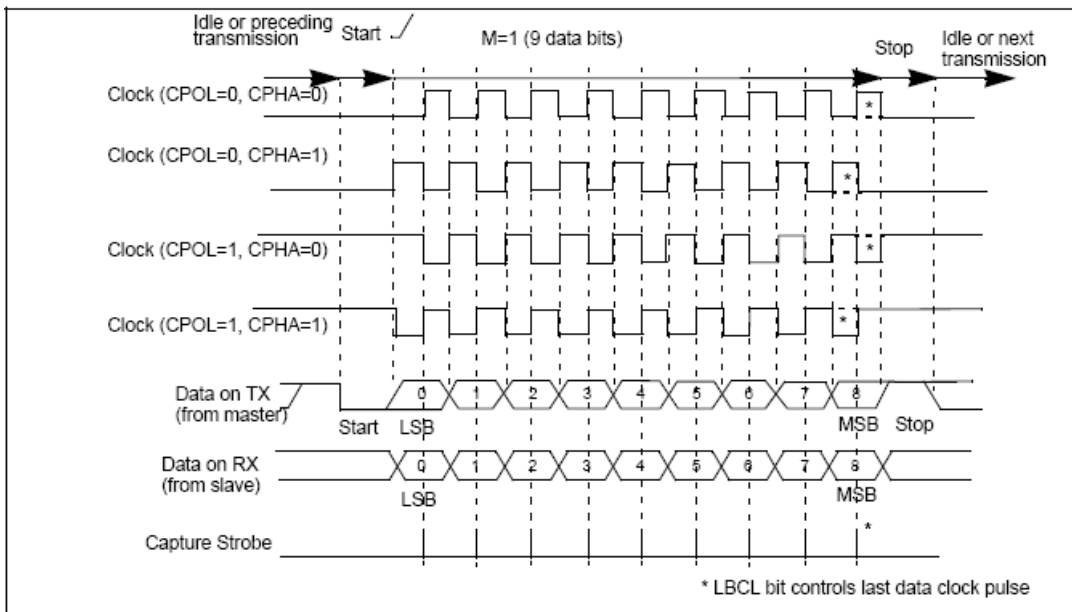 Idle or preceding transmission
Start
M=1 (9 data bits)
Stop
Idle or next transmission
Clock (CPOL=0, CPHA=0)
*
Clock (CPOL=0, CPHA=1)
*
Clock (CPOL=1, CPHA=0)
*
Clock (CPOL=1, CPHA=1)
*
Data on TX (from master)
0 1 2 3 4 5 6 7 8
Start LSB MSB Stop
Data on RX (from slave)
0 1 2 3 4 5 6 7 8
LSB MSB
*
Capture Strobe
* LBCL bit controls last data clock pulse